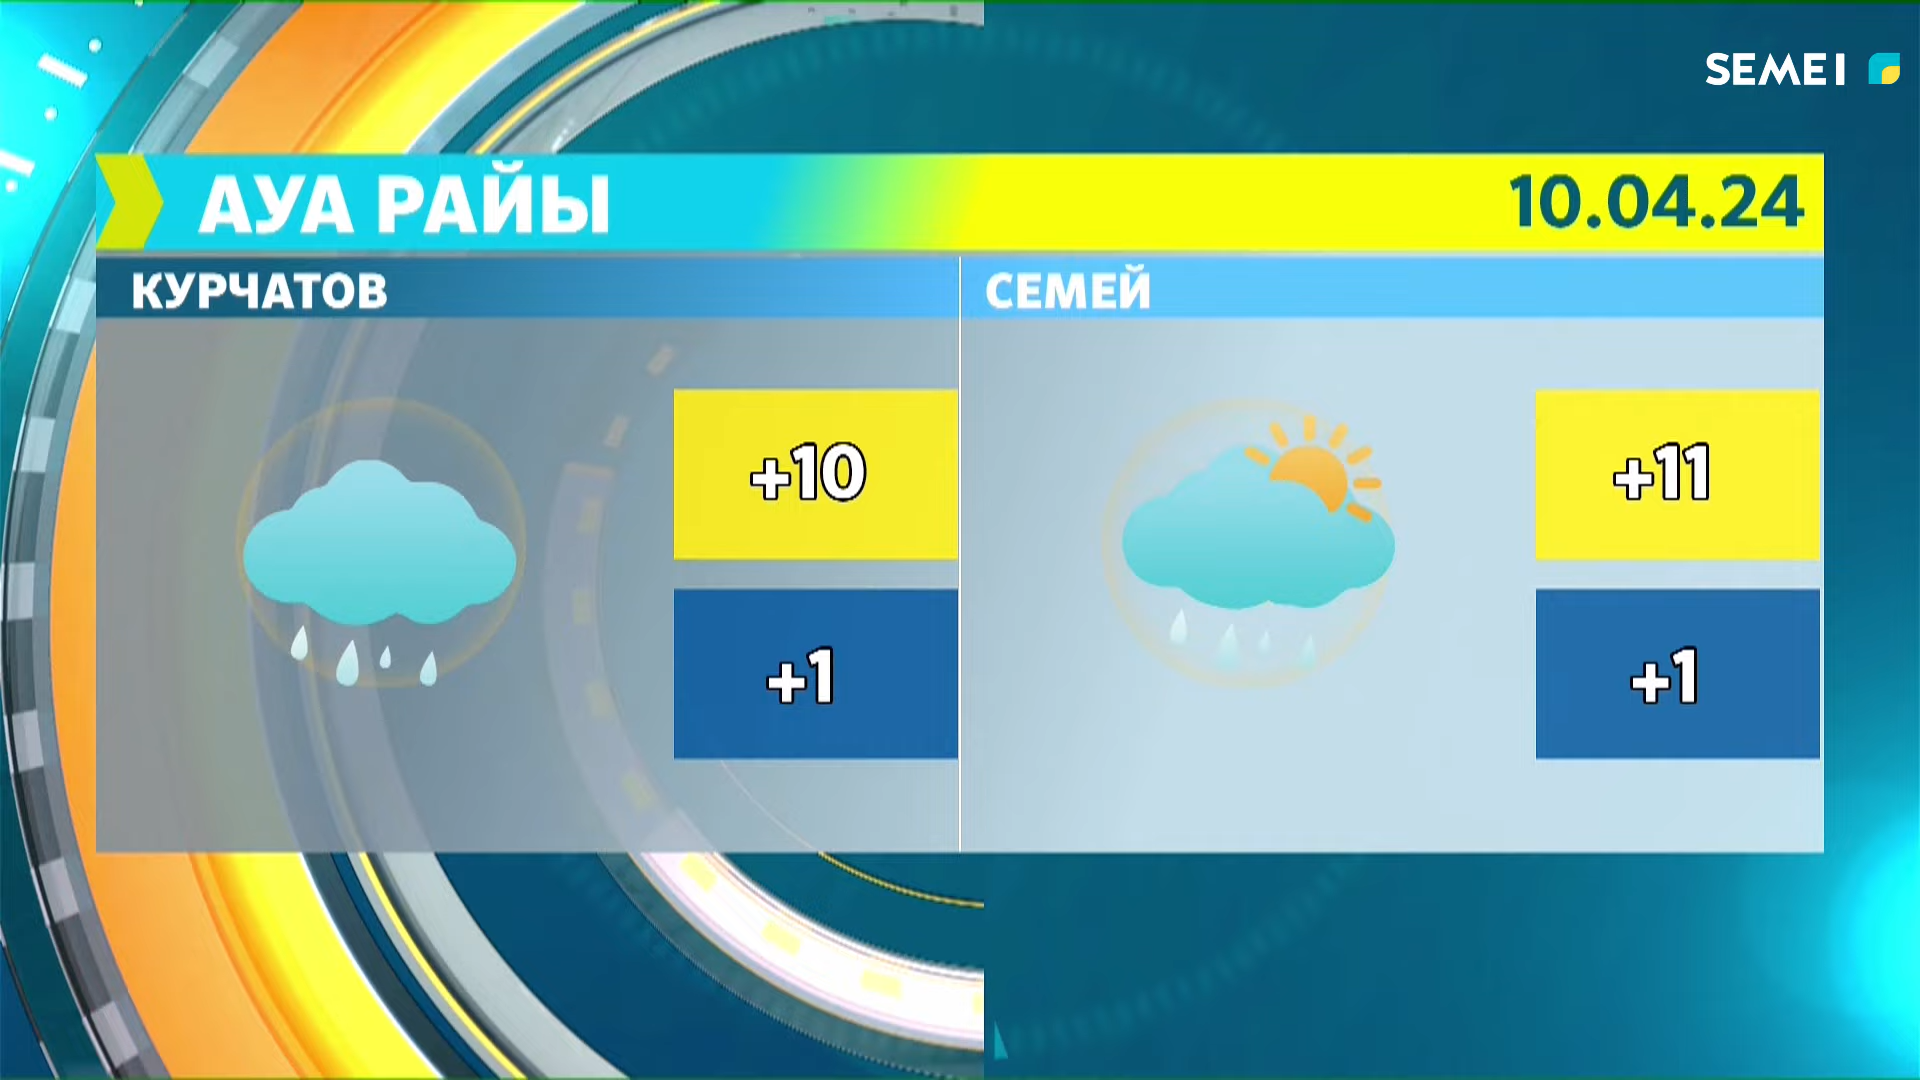 SEMEI
АУА РАЙЫ
10.04.24
КУРЧАТОВ
СЕМЕЙ
+10
+11
+1
+1